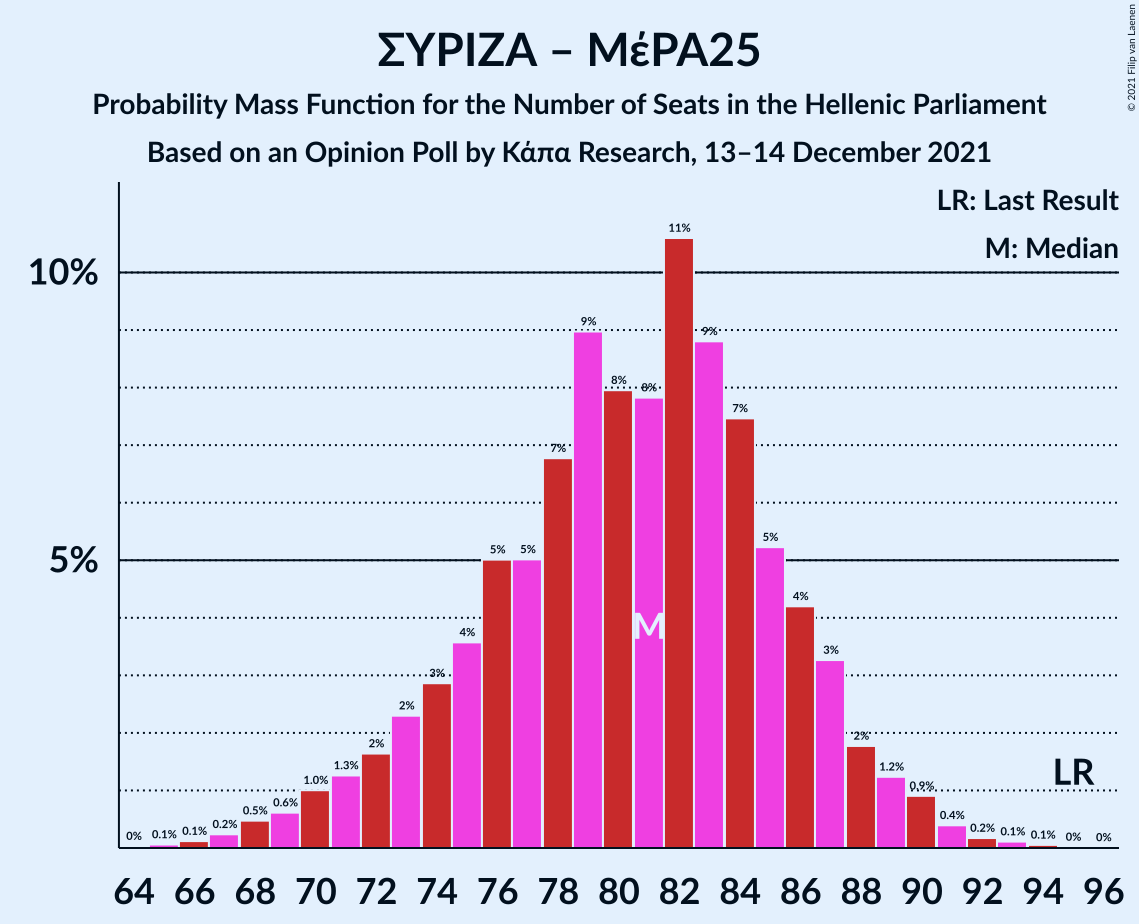 ΣΥΡΙΖΑ – ΜέΡΑ25
Probability Mass Function for the Number of Seats in the Hellenic Parliament
Based on an Opinion Poll by Κάπα Research, 13–14 December 2021
© 2021 Filip van Laenen
LR: Last Result
M: Median
10%
5%
0% 0.1% 0.1% 0.2% 0.5% 0.6% 1.0% 1.3% 2% 2% 3% 4% 5% 5% 7% 9% 8% 8% 11% 9% 7% 5% 4% 3% 2% 1.2% 0.9% 0.4% 0.2% 0.1% 0.1% 0% 0%
M
LR
64 66 68 70 72 74 76 78 80 82 84 86 88 90 92 94 96